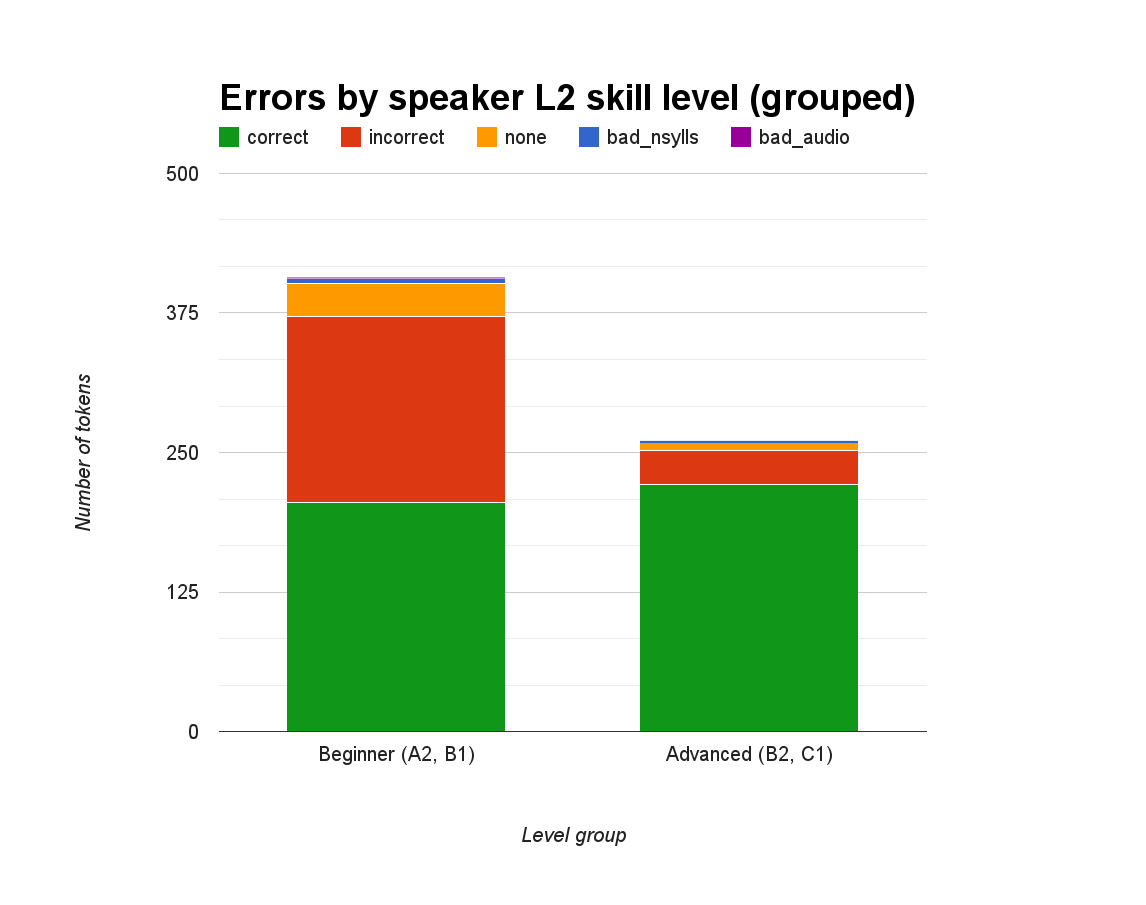 Errors by speaker L2 skill level (grouped)
correct incorrect none bad_nsylls bad_audio
500
375
250
125
0
Number of tokens
Beginner (A2, B1) Advanced (B2, C1)
Level group